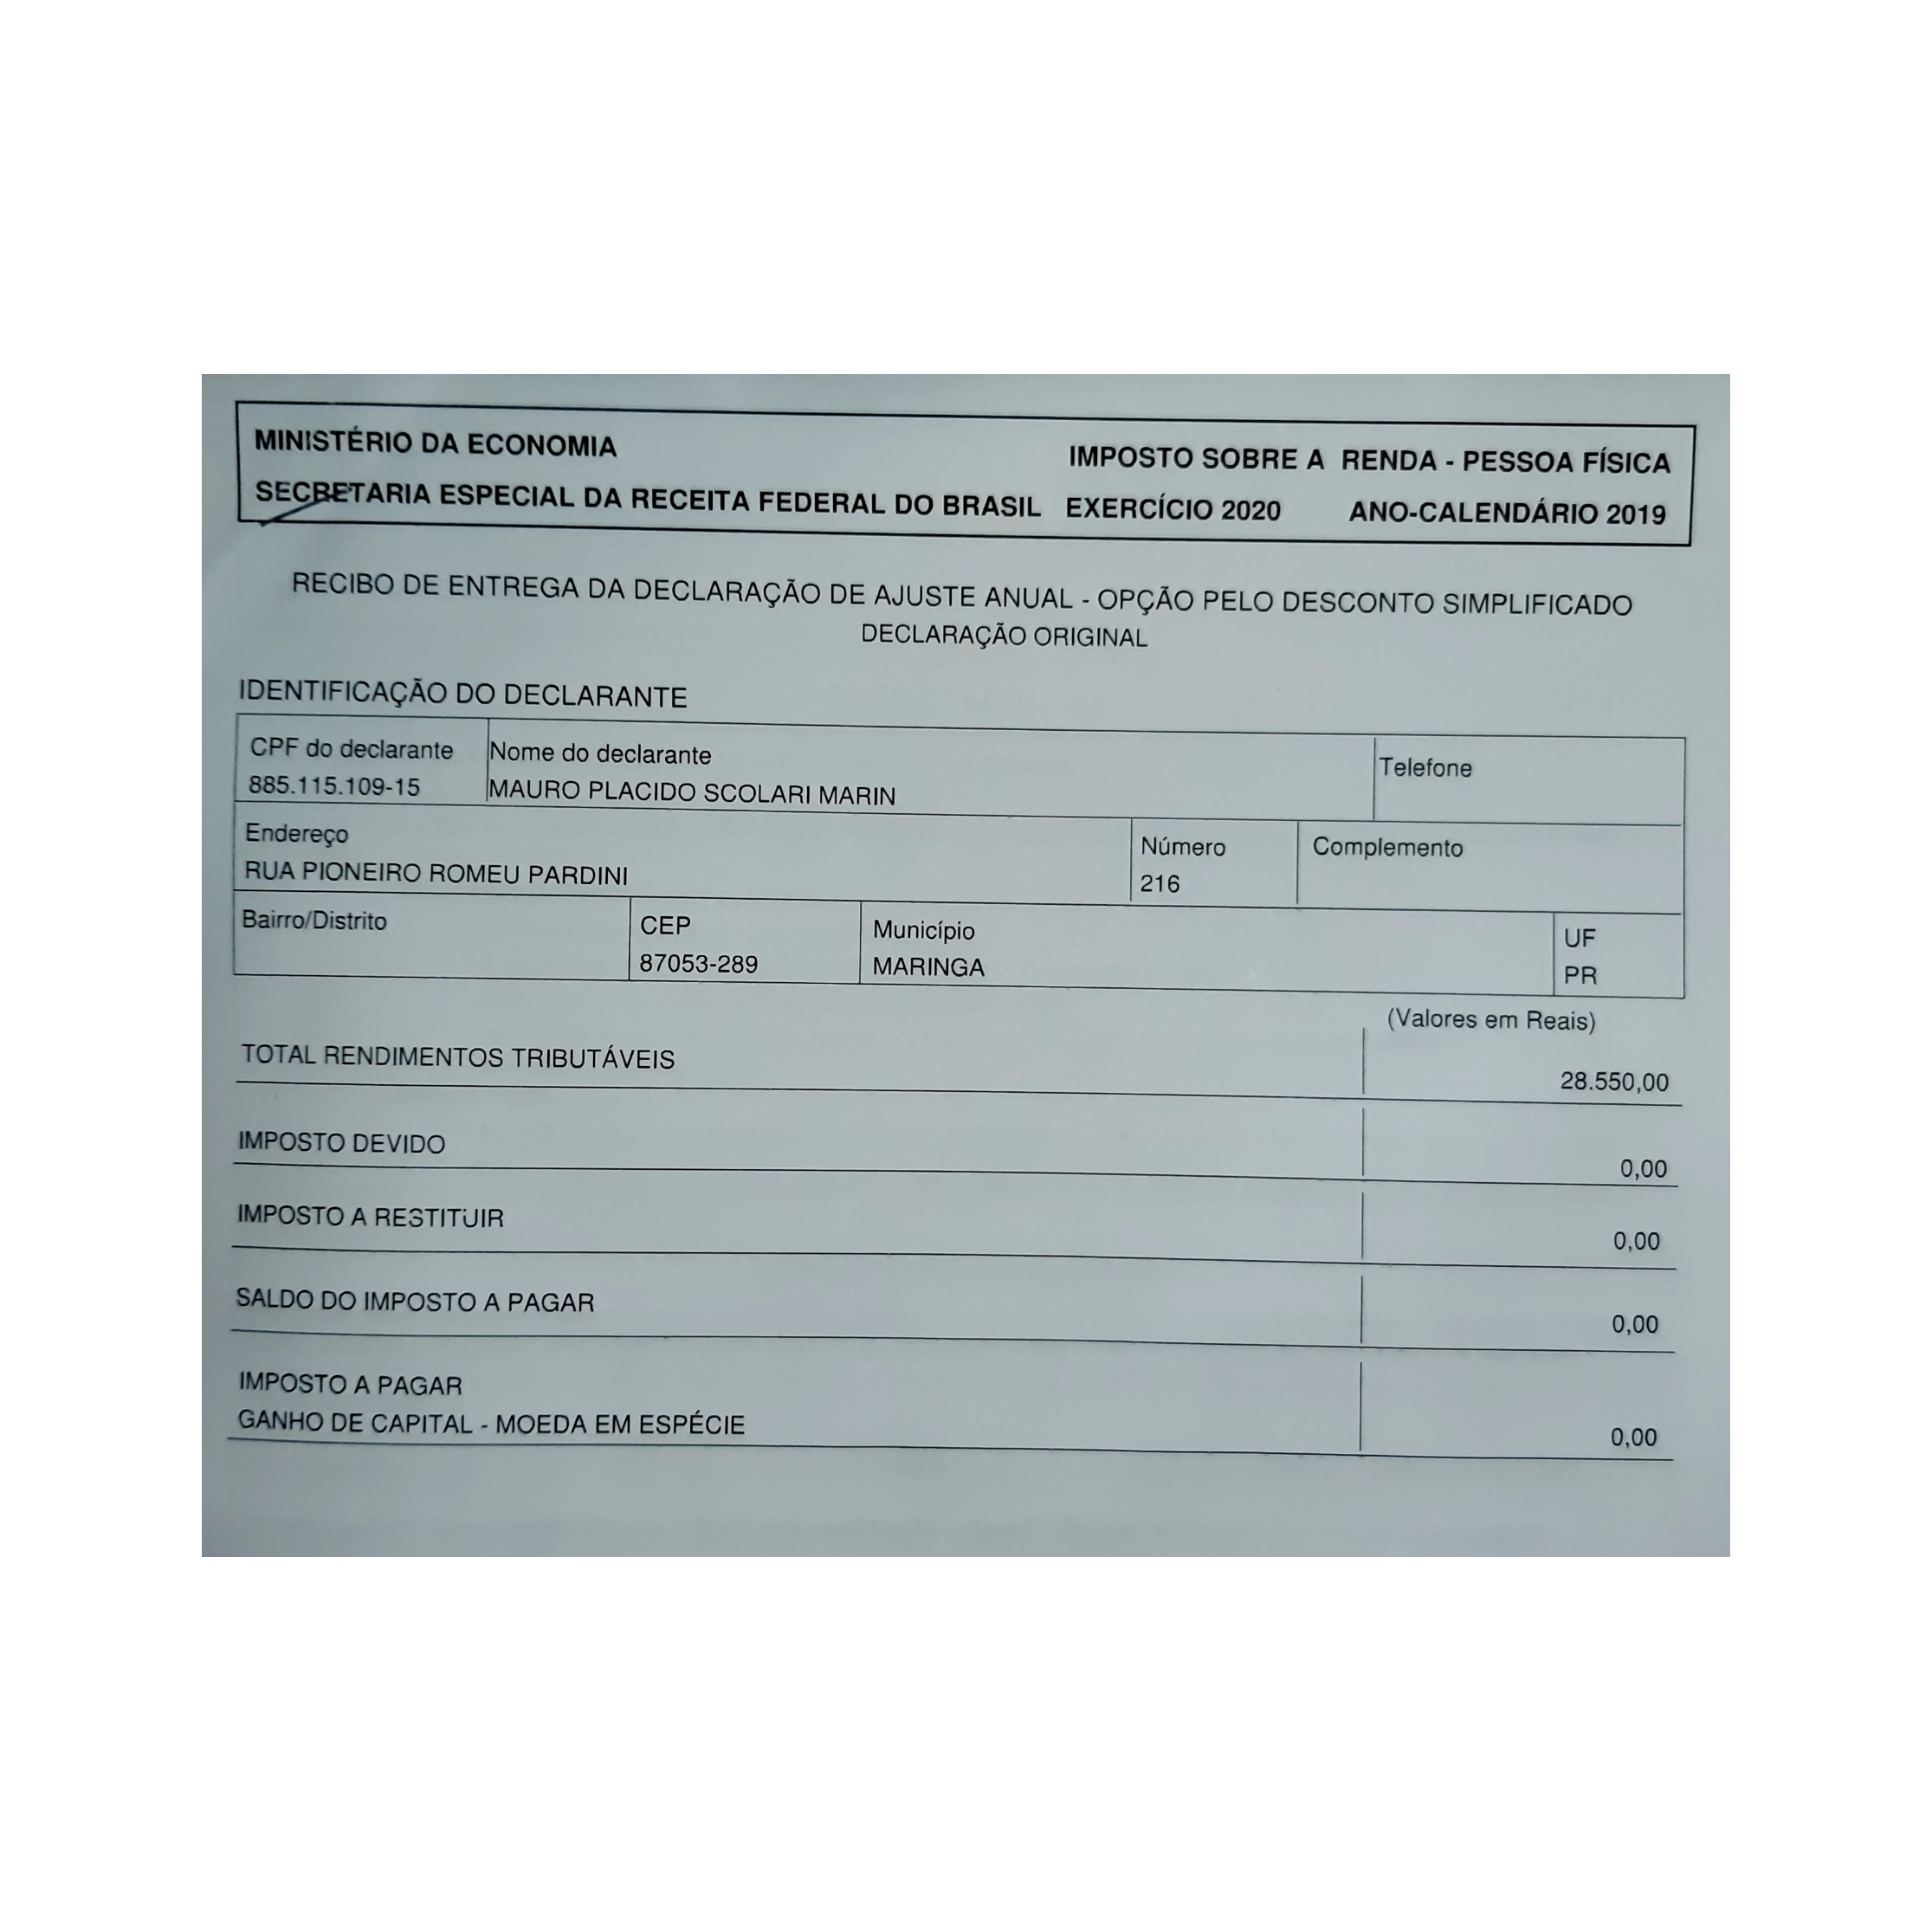 MINISTÉRIO DA ECONOMIA
IMPOSTO SOBRE A RENDA - PESSOA FÍSICA
SECRETARIA ESPECIAL DA RECEITA FEDERAL DO BRASIL EXERCÍCIO 2020 ANO-CALENDÁRIO 2019
RECIBO DE ENTREGA DA DECLARAÇÃO DE AJUSTE ANUAL - OPÇÃO PELO DESCONTO SIMPLIFICADO
DECLARAÇÃO ORIGINAL
IDENTIFICAÇÃO DO DECLARANTE
CPF do declarante Nome do declarante Telefone
885.115.109-15 MAURO PLACIDO SCOLARI MARIN
Endereço Número Complemento
RUA PIONEIRO ROMEU PARDINI 216
Bairro/Distrito CEP Município UF
87053-289 MARINGA PR
(Valores em Reais)
TOTAL RENDIMENTOS TRIBUTÁVEIS 28.550,00
IMPOSTO DEVIDO 0,00
IMPOSTO A RESTITUIR 0,00
SALDO DO IMPOSTO A PAGAR 0,00
IMPOSTO A PAGAR
GANHO DE CAPITAL - MOEDA EM ESPÉCIE 0,00